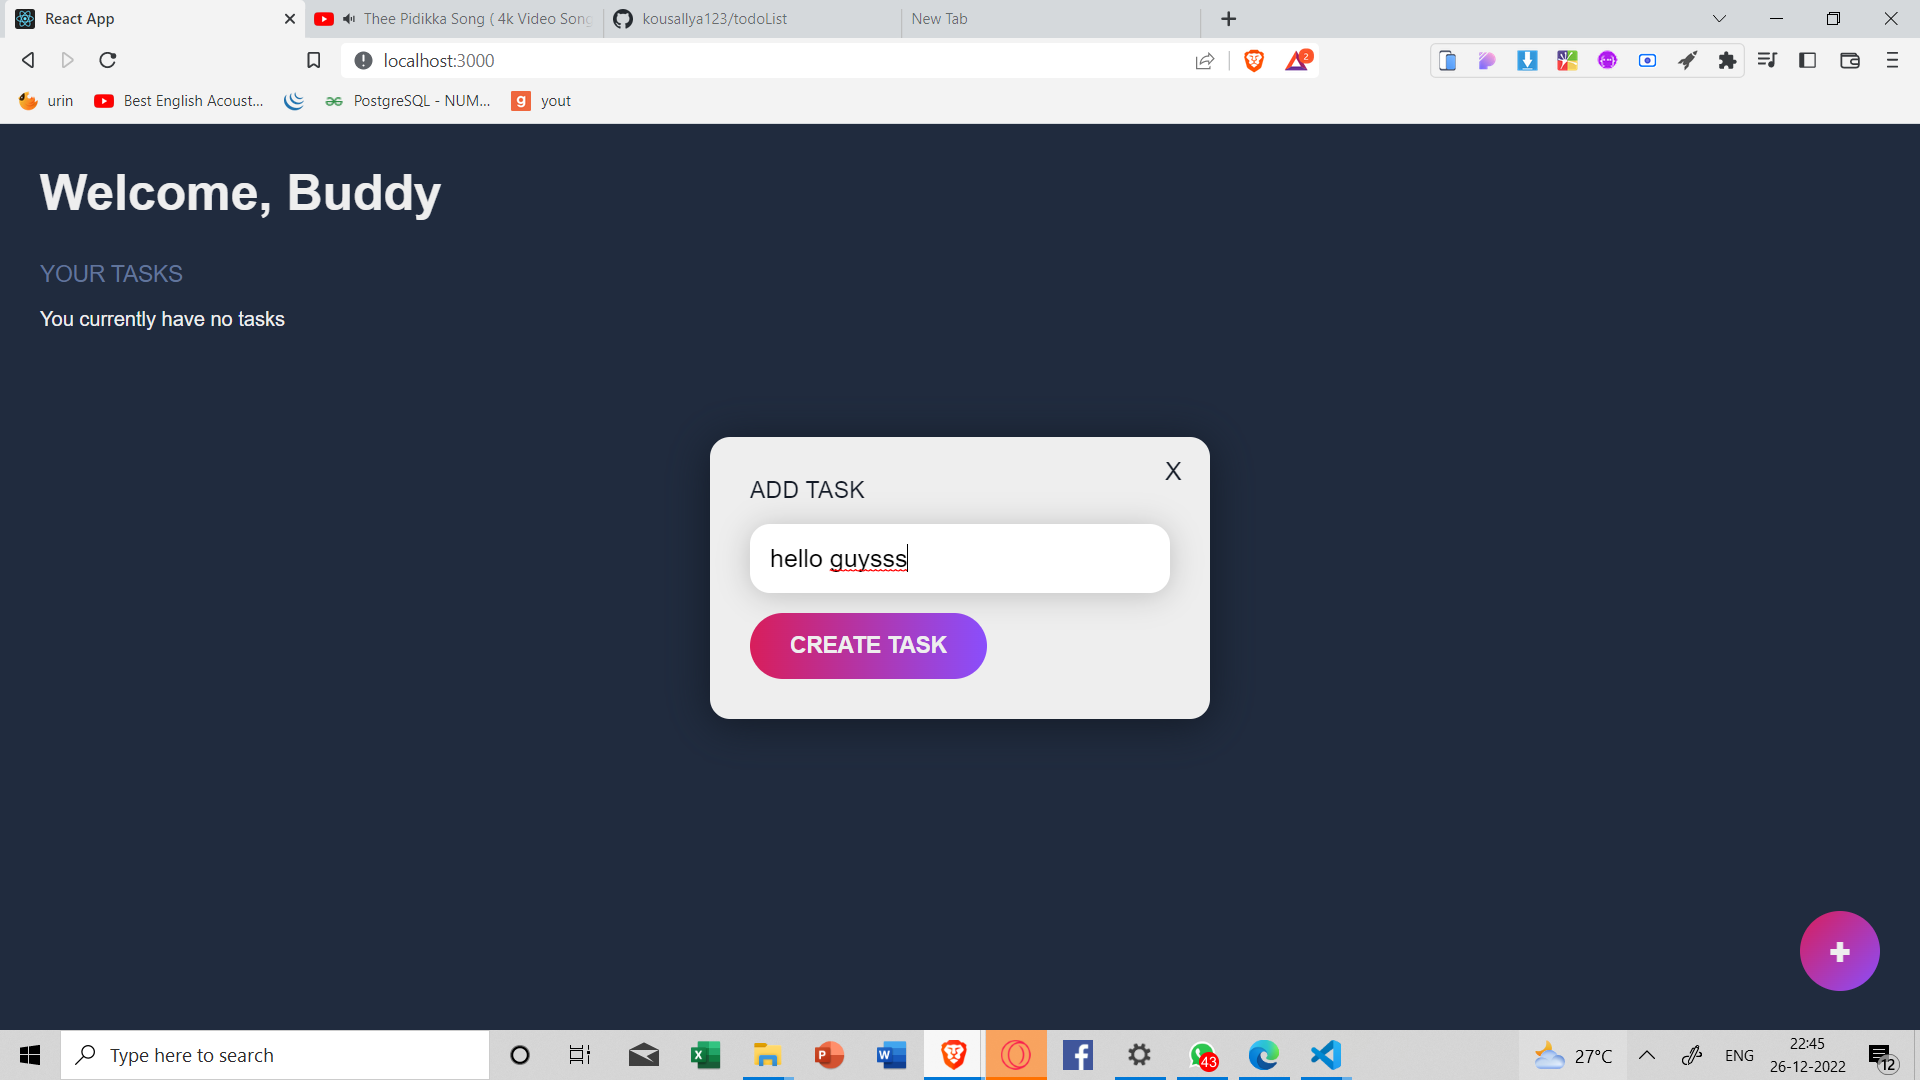 React App
Thee Pidikka Song ( 4k Video Song
kousallya123/todoList
New Tab
localhost:3000
2
urin
Best English Acoust...
PostgreSQL - NUM...
g
yout
Welcome, Buddy
YOUR TASKS
You currently have no tasks
X
ADD TASK
hello guysss
CREATE TASK
+
Type here to search
43
27°C
ENG
22:45
26-12-2022
12